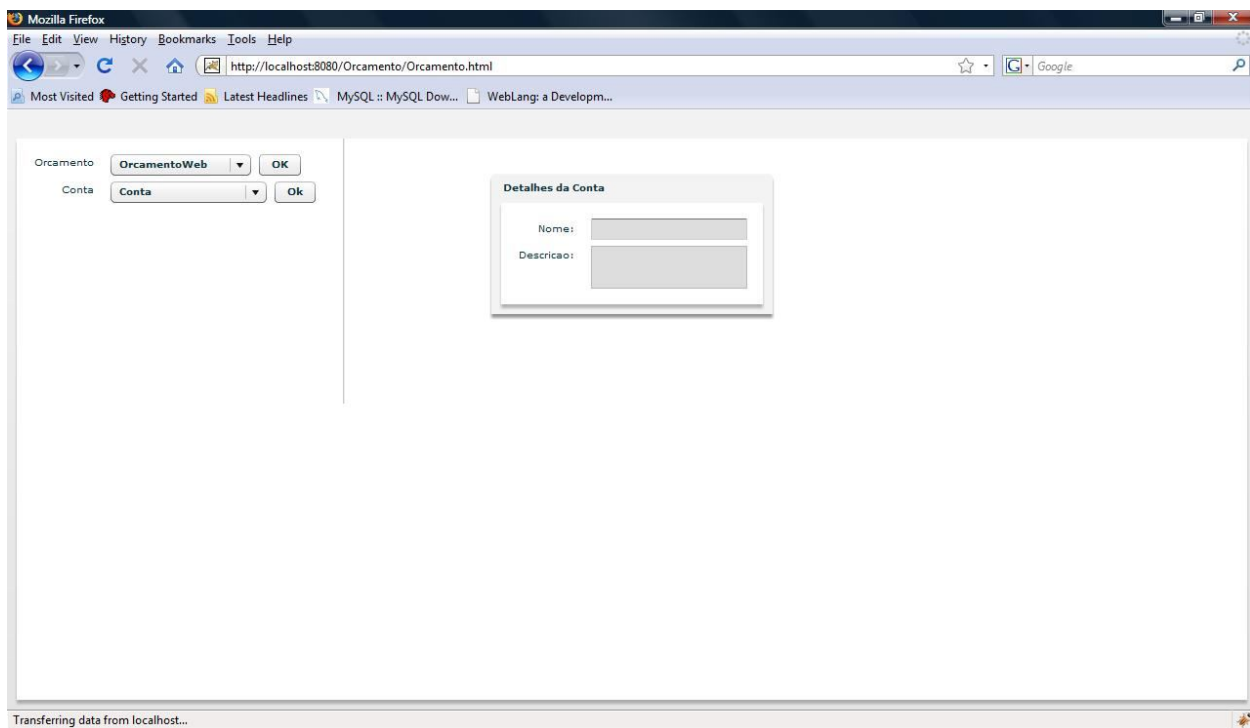 Mozilla Firefox
File Edit View History Bookmarks Tools Help
http://localhost:8080/Orcamento/Orcamento.html
G Google
Most Visited Getting Started Latest Headlines MySQL :: MySQL Dow... WebLang: a Developm...
Orcamento OrcamentoWeb OK
Conta Conta Ok
Detalhes da Conta
Nome:
Descricao:
Transferring data from localhost...